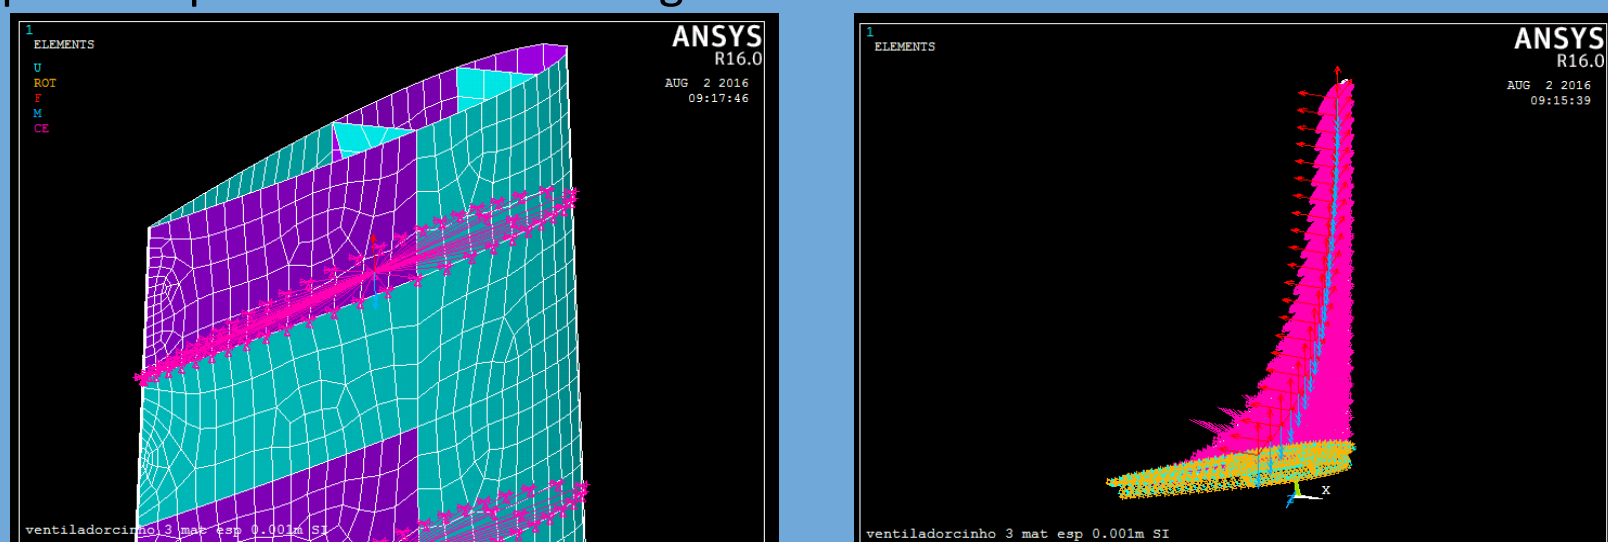 1
ELEMENTS
U
ROT
F
M
CE
ANSYS
R16.0
AUG 2 2016
09:17:46
ventiladorcinho 3 mat esp 0.001m SI
1
ELEMENTS
ANSYS
R16.0
AUG 2 2016
09:15:39
X
ventiladorcinho 3 mat esp 0.001m SI